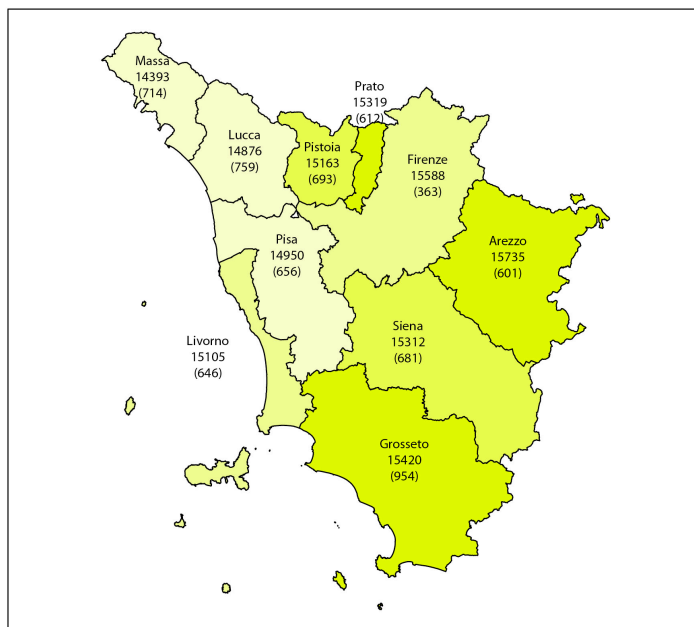 Massa
14393
(714)
Prato
15319
(612)
Lucca
14876
(759)
Pistoia
15163
(693)
Firenze
15588
(363)
Pisa
14950
(656)
Arezzo
15735
(601)
Livorno
15105
(646)
Siena
15312
(681)
Grosseto
15420
(954)